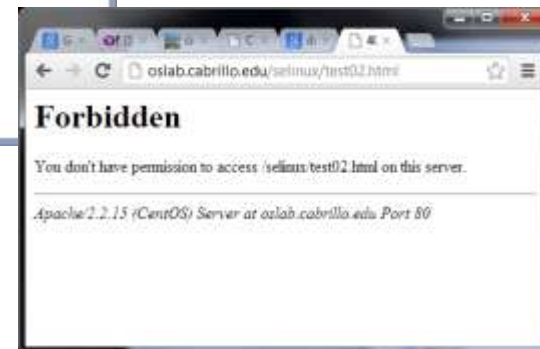 oslab.cabrillo.edu/selinux/test02.html
Forbidden
You don't have permission to access /selinux/test02.html on this server.
Apache/2.2.15 (CentOS) Server at oslab.cabrillo.edu Port 80